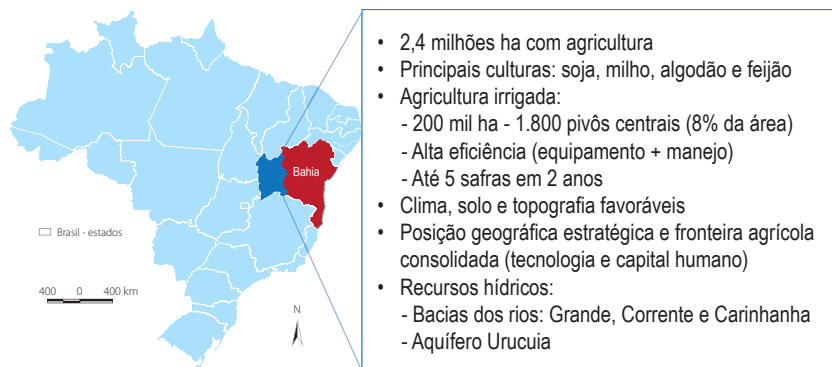 Bahia
Brasil - estados
400 0 400 km
N
• 2,4 milhões ha com agricultura
• Principais culturas: soja, milho, algodão e feijão
• Agricultura irrigada:
- 200 mil ha - 1.800 pivôs centrais (8% da área)
- Alta eficiência (equipamento + manejo)
- Até 5 safras em 2 anos
• Clima, solo e topografia favoráveis
• Posição geográfica estratégica e fronteira agrícola
consolidada (tecnologia e capital humano)
• Recursos hídricos:
- Bacias dos rios: Grande, Corrente e Carinhanha
- Aquífero Urucuia